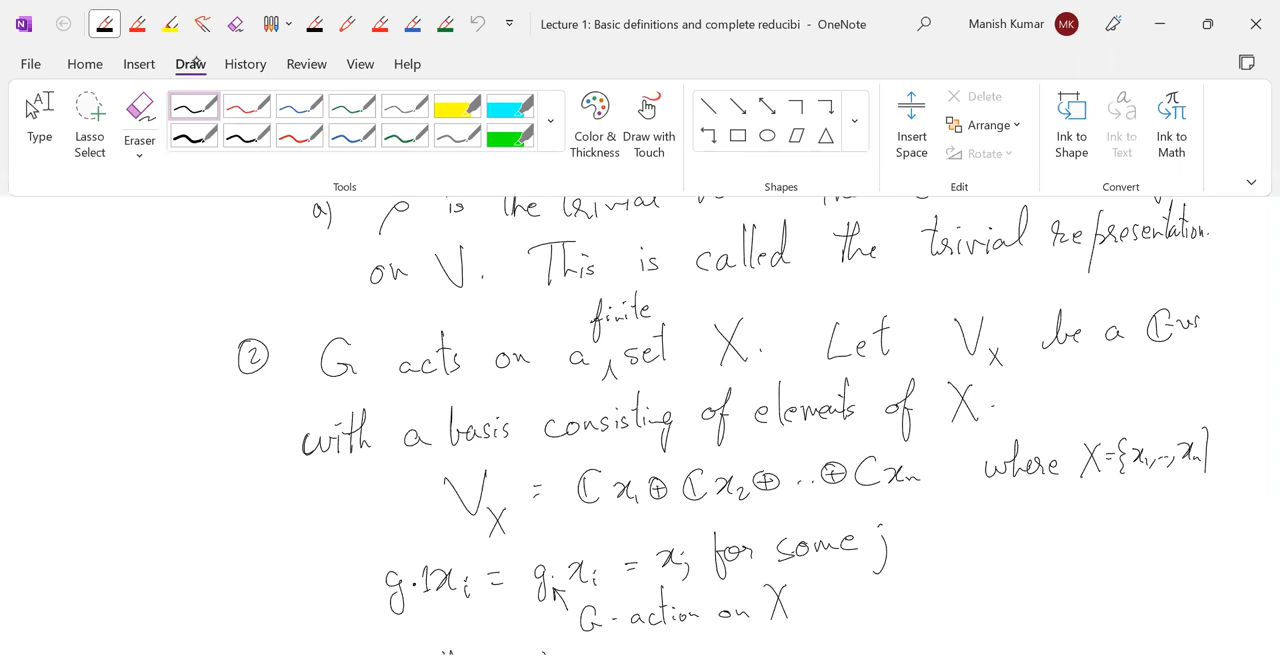 Lecture 1: Basic definitions and complete reducibi - OneNote
Manish Kumar MK
File Home Insert Draw History Review View Help
Type
Lasso Select
Eraser
Color & Thickness
Draw with Touch
Insert Space
Delete
Arrange
Rotate
Ink to Shape
Ink to Text
Ink to Math
Tools Shapes Edit Convert
a) ρ is the trivial
on V. This is called the trivial representation.
finite
② G acts on a ∧ set X. Let V_X be a ℂ-vs
with a basis consisting of elements of X.
V_X = ℂx₁ ⊕ ℂx₂ ⊕ .. ⊕ ℂxₙ where X = {x₁, .., xₙ}
g.1xᵢ = g.xᵢ = xⱼ for some j
G-action on X